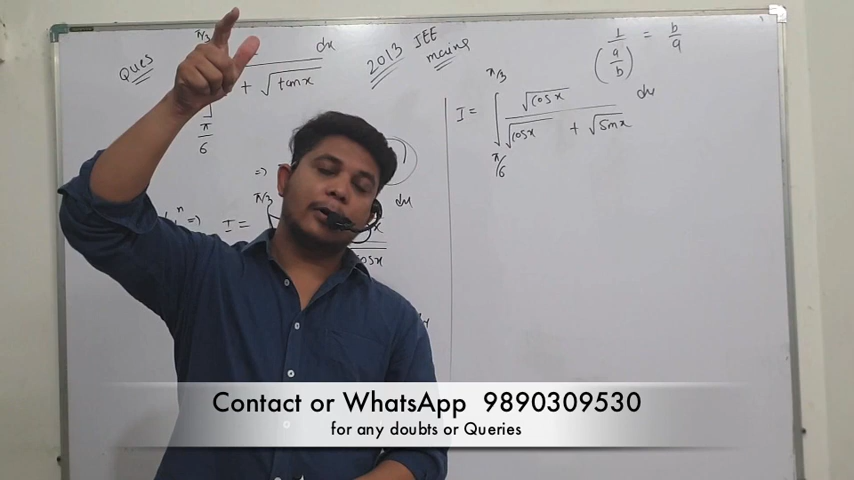 Ques
π/3
dx
+ √tanx
π/6
2013 JEE
mains
1/(a/b) = b/a
=> π/3
dx
n => I =
x
osx
I = ∫ π/3 π/6 √cosx / √cosx + √sinx dx
Contact or WhatsApp 9890309530
for any doubts or Queries